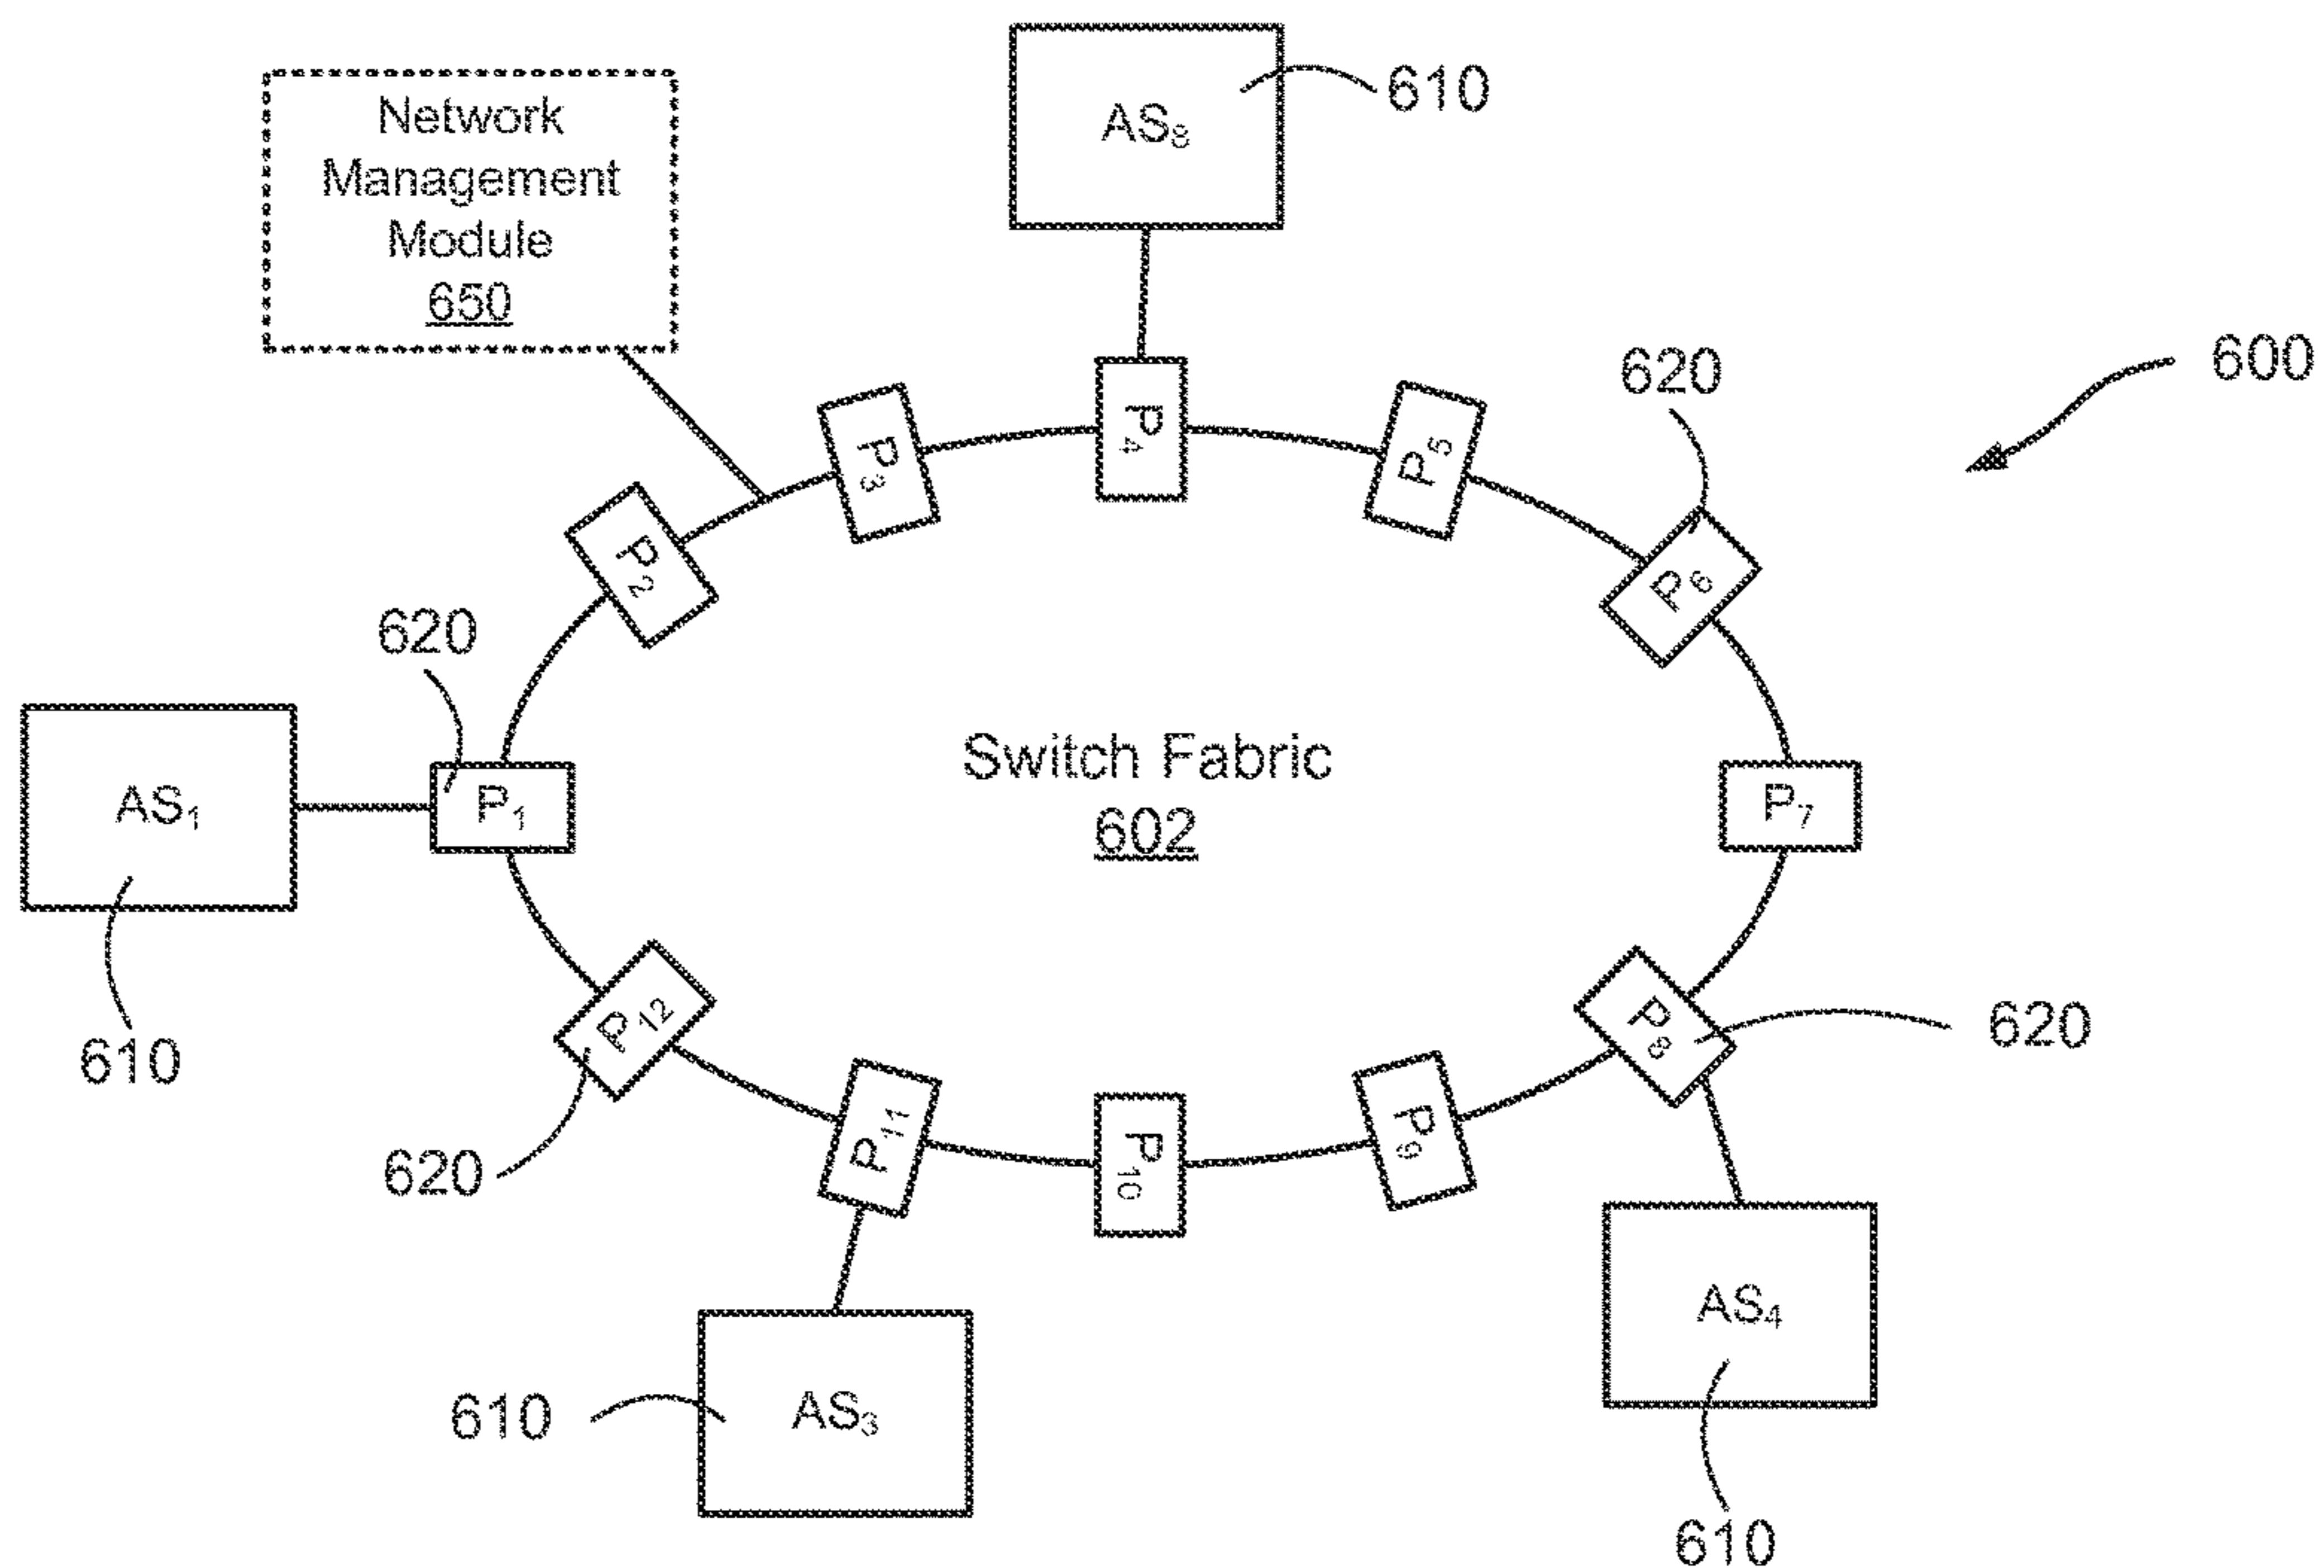 Network
Management
Module
650
AS₈
610
600
620
P₃
P₄
P₅
P₂
P₆
620
AS₁
P₁
Switch Fabric
602
P₇
610
P₁₂
P₈
620
620
P₁₁
P₁₀
P₉
AS₃
610
AS₄
610